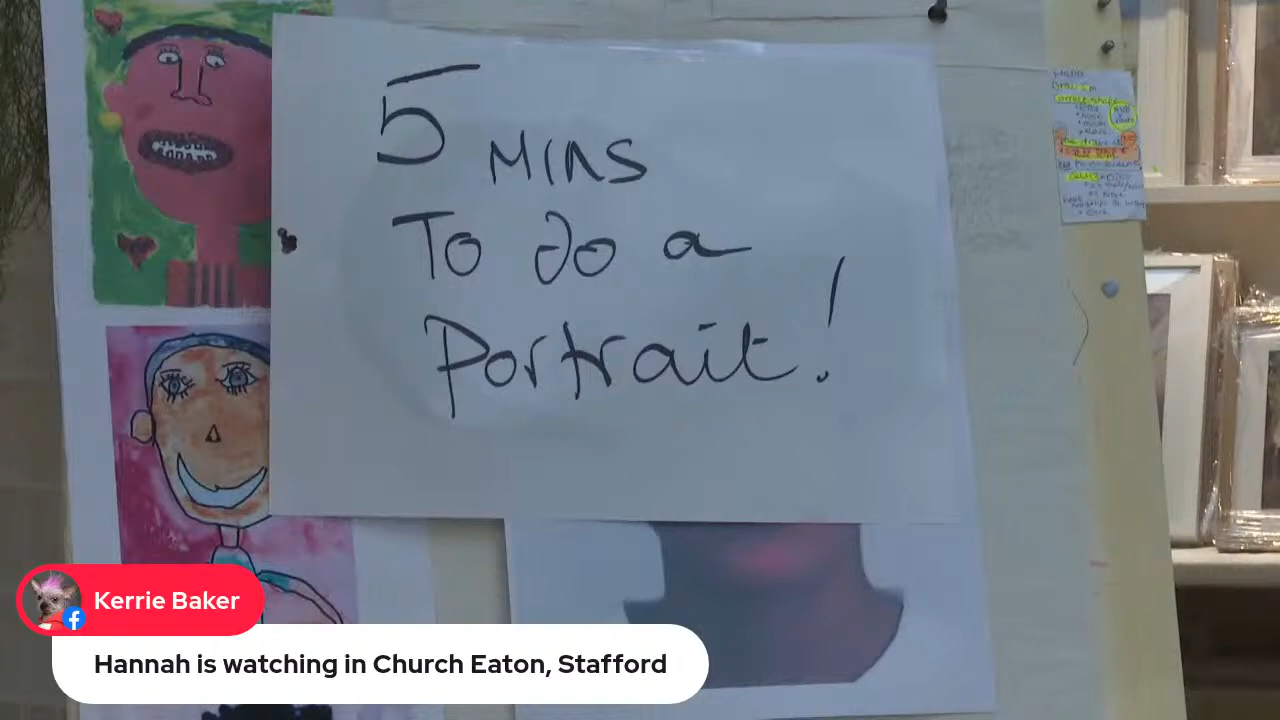 5 Mins
To do a
Portrait!
Kerrie Baker
Hannah is watching in Church Eaton, Stafford